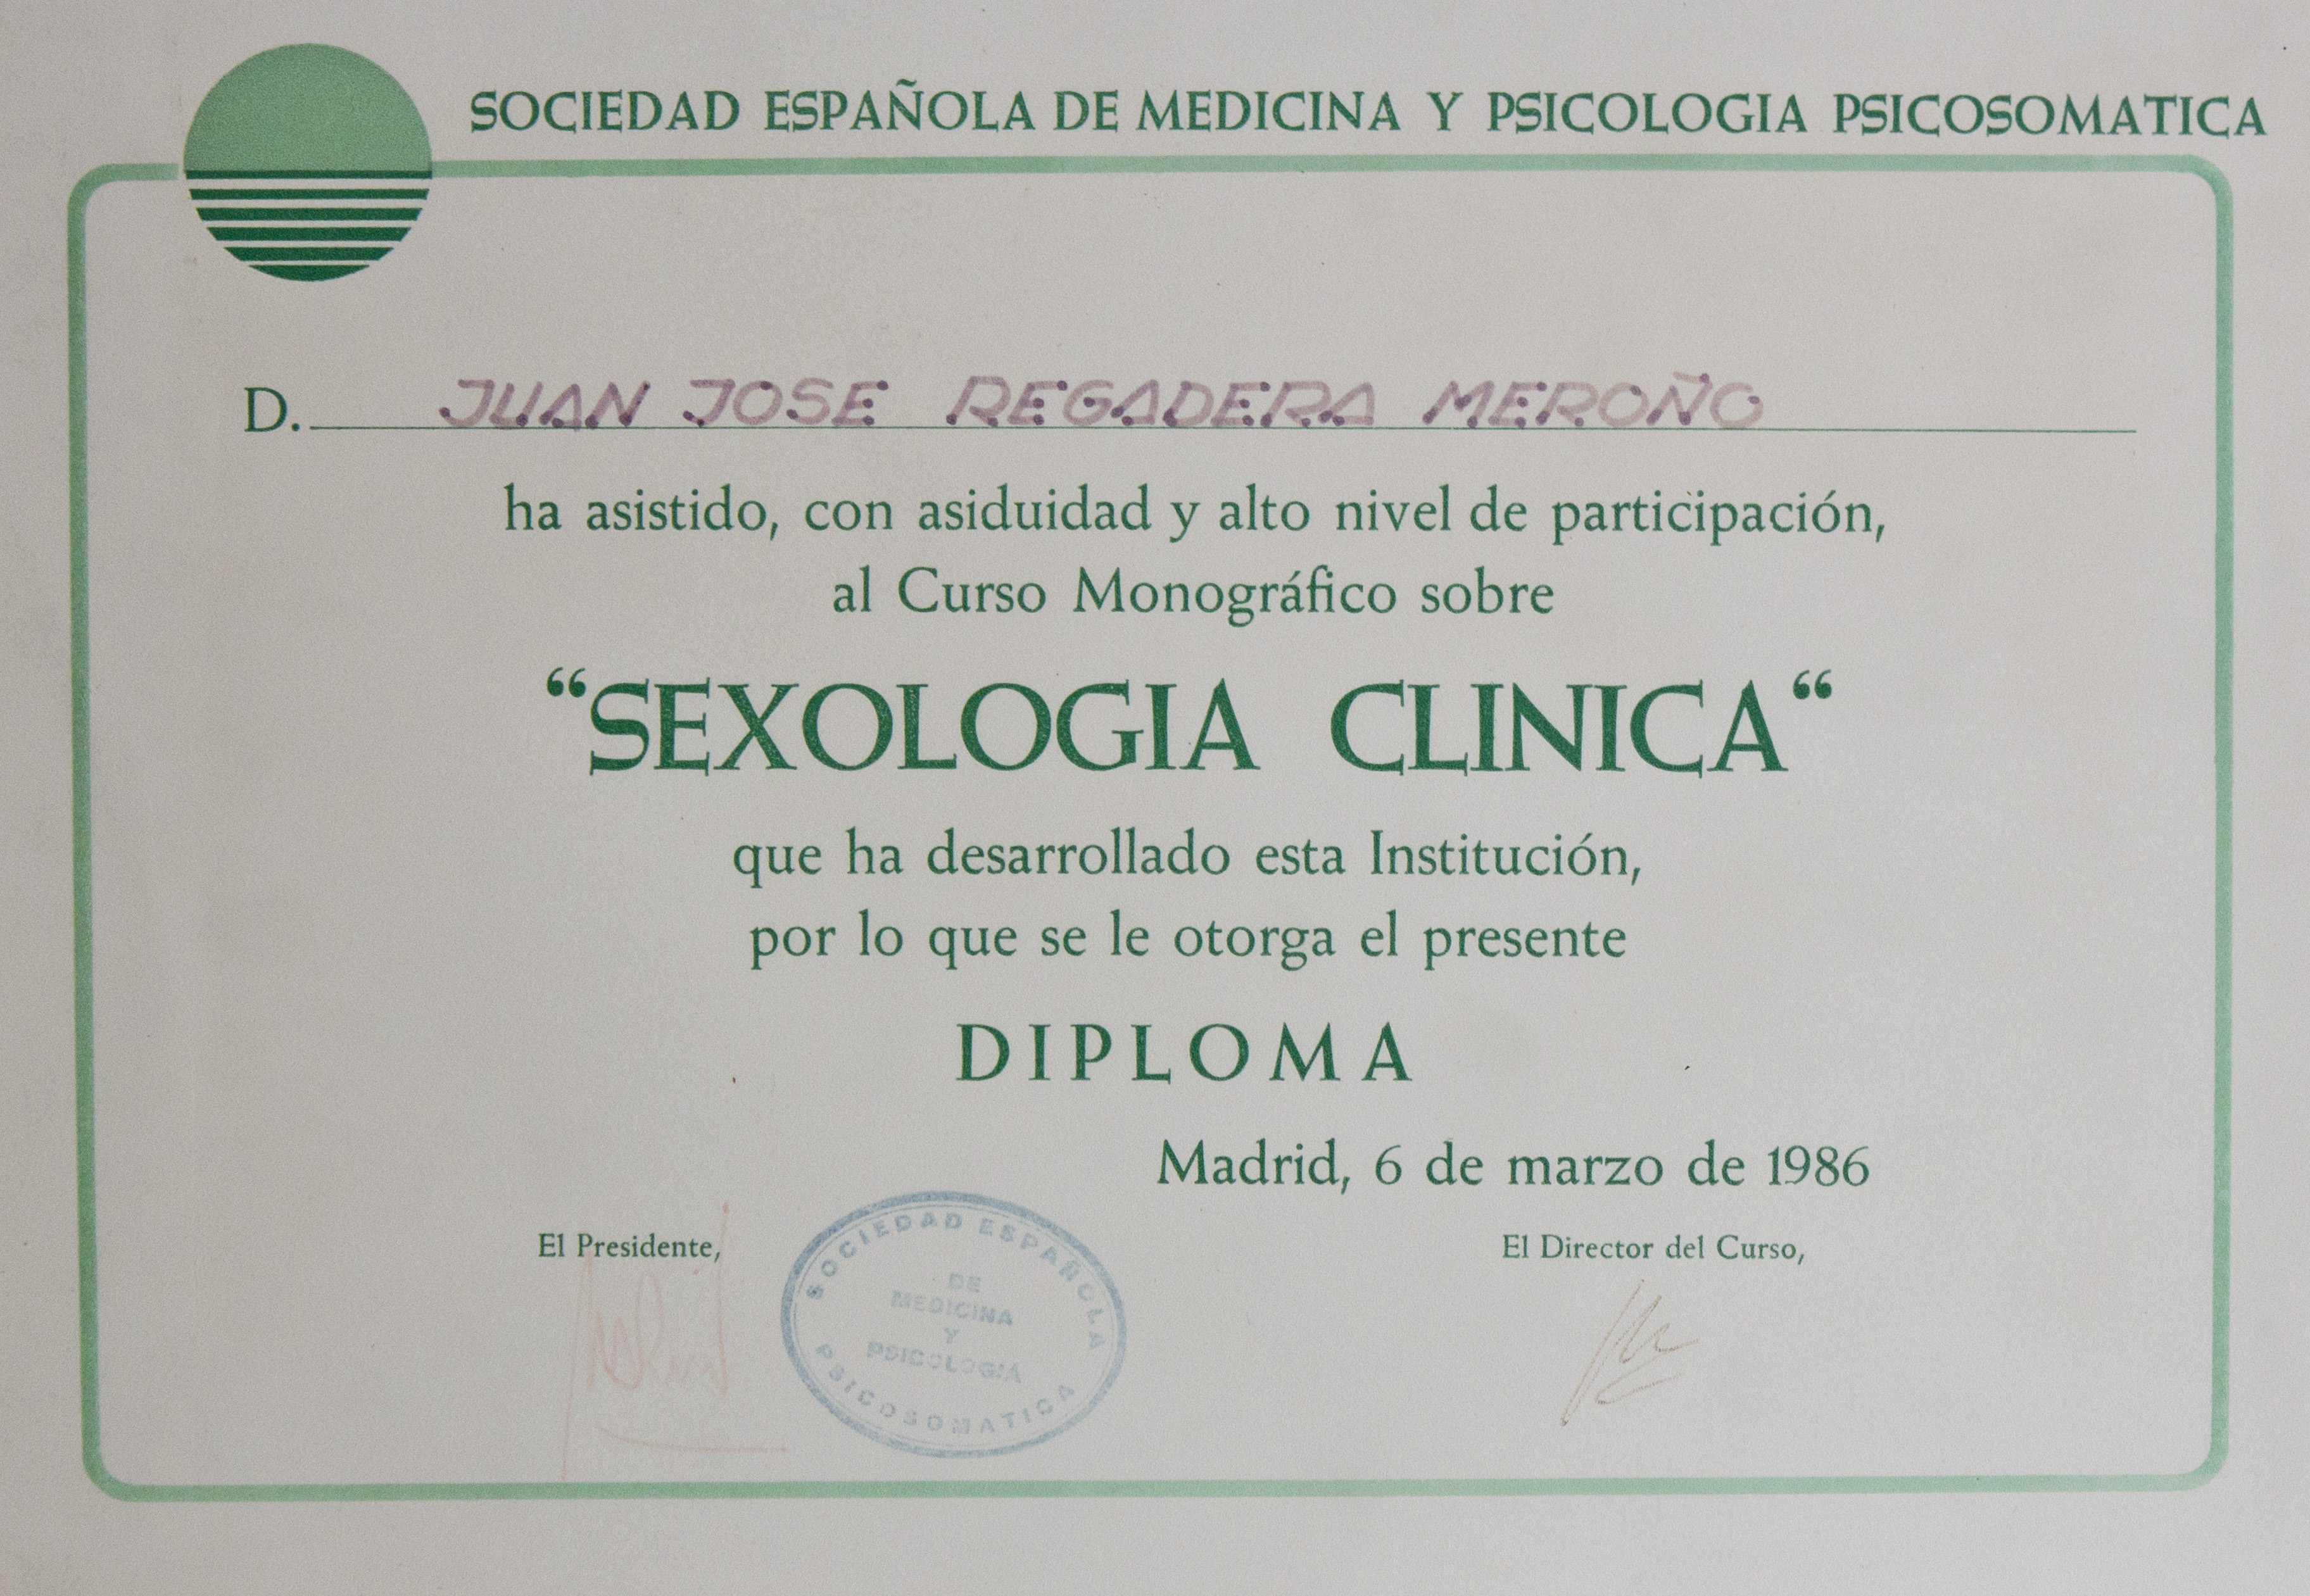 SOCIEDAD ESPAÑOLA DE MEDICINA Y PSICOLOGIA PSICOSOMATICA
D. JUAN JOSE REGADERA MEROÑO
ha asistido, con asiduidad y alto nivel de participación,
al Curso Monográfico sobre
“SEXOLOGIA CLINICA“
que ha desarrollado esta Institución,
por lo que se le otorga el presente
DIPLOMA
Madrid, 6 de marzo de 1986
El Presidente,
El Director del Curso,
SOCIEDAD ESPAÑOLA
DE
MEDICINA
Y
PSICOLOGIA
PSICOSOMATICA